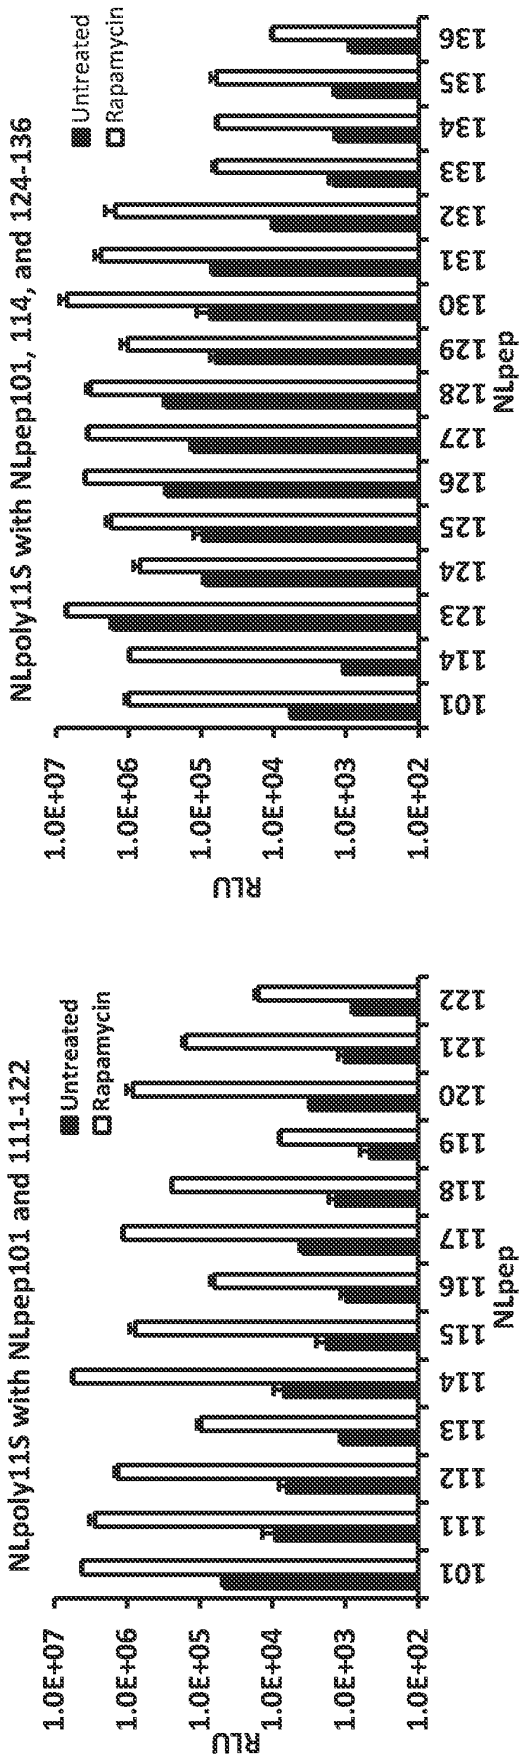 NLpoly11S with NLpep101 and 111-122
Untreated
Rapamycin
RLU
1.0E+07
1.0E+06
1.0E+05
1.0E+04
1.0E+03
1.0E+02
101 111 112 113 114 115 116 117 118 119 120 121 122
NLpep
NLpoly11S with NLpep101, 114, and 124-136
Untreated
Rapamycin
RLU
1.0E+07
1.0E+06
1.0E+05
1.0E+04
1.0E+03
1.0E+02
101 114 123 124 125 126 127 128 129 130 131 132 133 134 135 136
NLpep